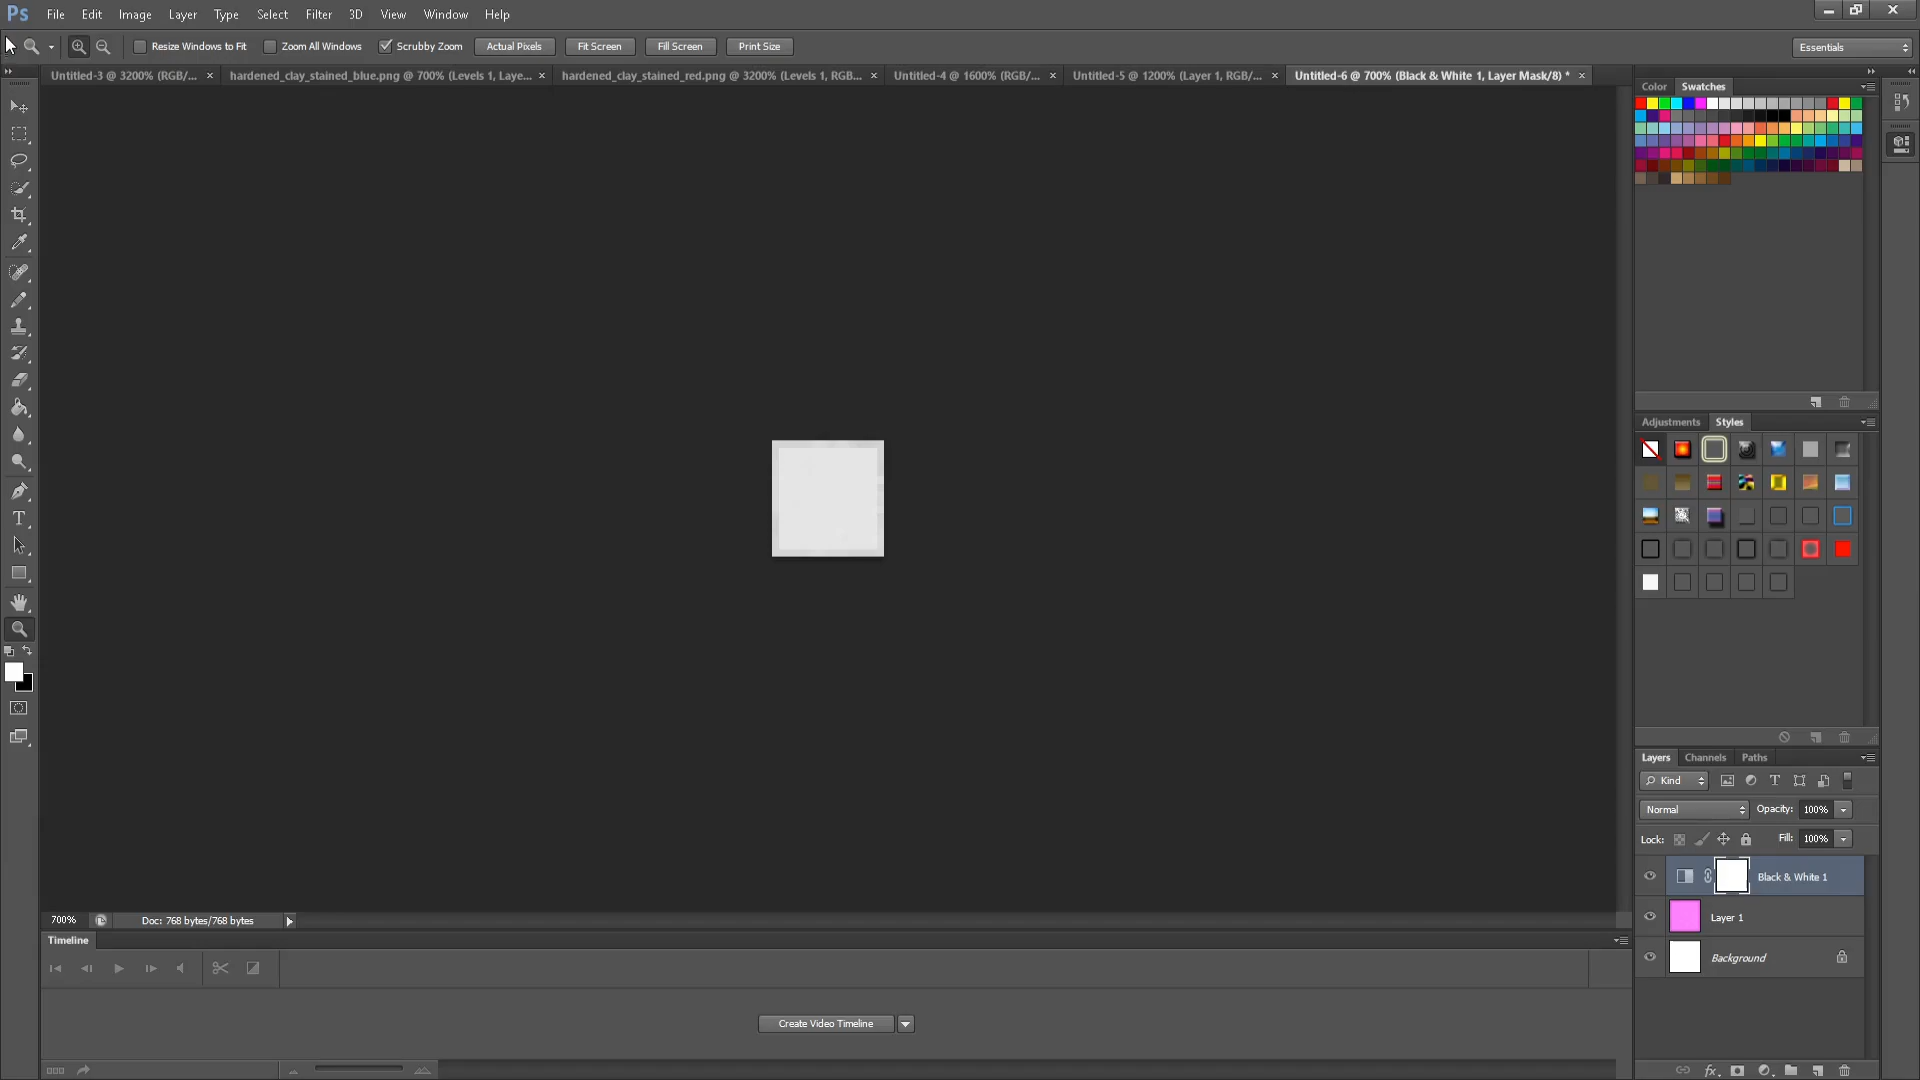 Ps File Edit Image Layer Type Select Filter 3D View Window Help
Resize Windows to Fit Zoom All Windows Scrubby Zoom Actual Pixels Fit Screen Fill Screen Print Size Essentials
Untitled-3 @ 3200% (RGB/... hardened_clay_stained_blue.png @ 700% (Levels 1, Laye... hardened_clay_stained_red.png @ 3200% (Levels 1, RGB... Untitled-4 @ 1600% (RGB/... Untitled-5 @ 1200% (Layer 1, RGB/... Untitled-6 @ 700% (Black & White 1, Layer Mask/8) *
Color Swatches
Adjustments Styles
Layers Channels Paths
Kind
Normal Opacity: 100%
Lock: Fill: 100%
Black & White 1
Layer 1
Background
700% Doc: 768 bytes/768 bytes
Timeline
Create Video Timeline